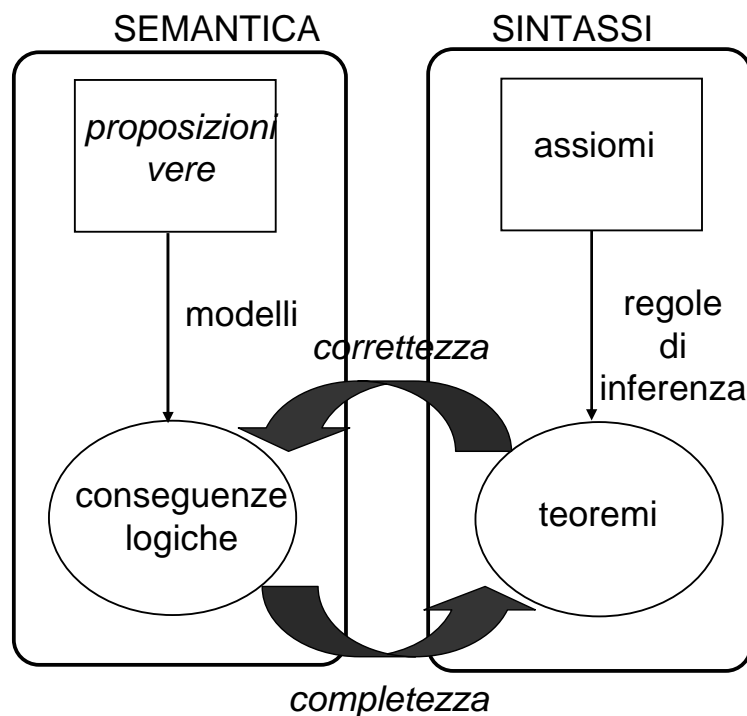 SEMANTICA
SINTASSI
proposizioni
vere
assiomi
modelli
regole
di
inferenza
correttezza
conseguenze
logiche
teoremi
completezza